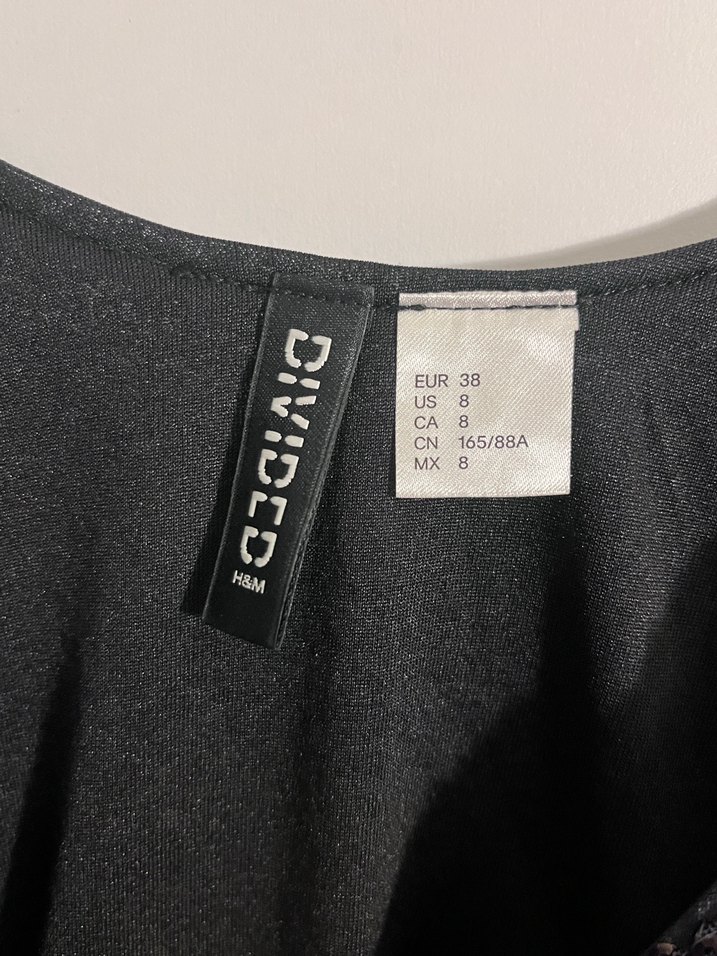 DIVIDED
H&M
EUR 38
US 8
CA 8
CN 165/88A
MX 8